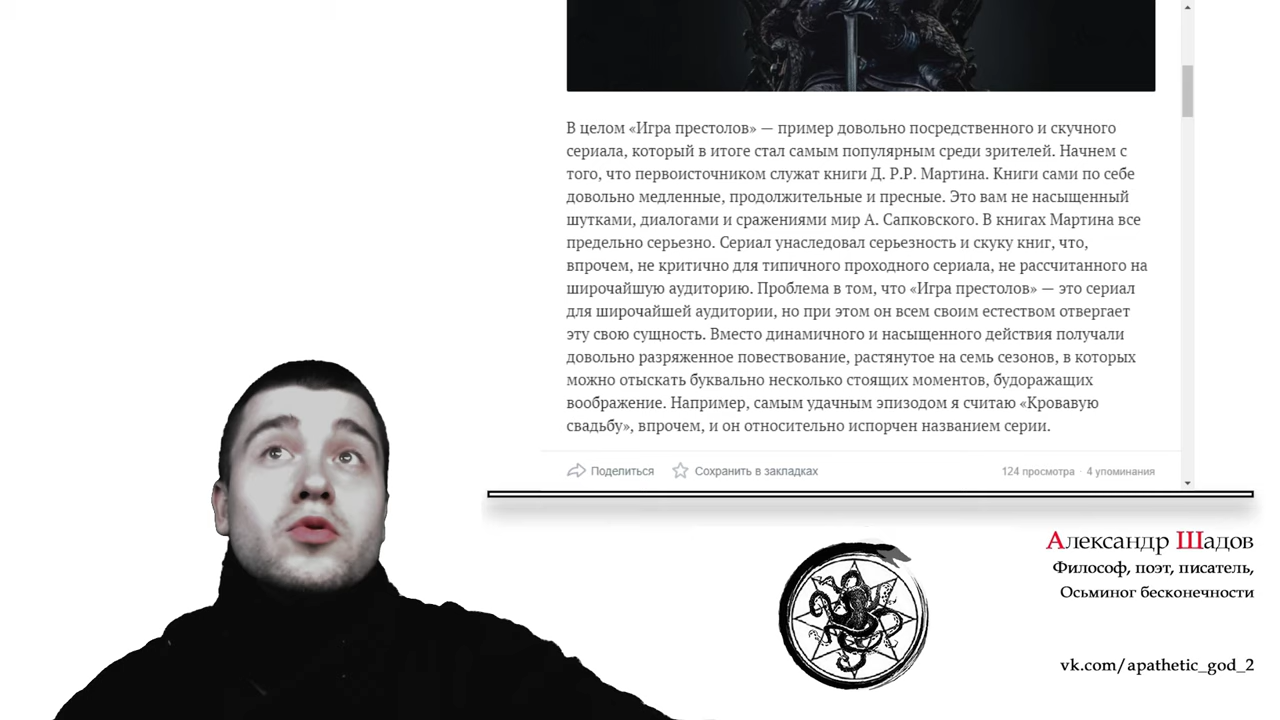 В целом «Игра престолов» — пример довольно посредственного и скучного
сериала, который в итоге стал самым популярным среди зрителей. Начнем с
того, что первоисточником служат книги Д. Р.Р. Мартина. Книги сами по себе
довольно медленные, продолжительные и пресные. Это вам не насыщенный
шутками, диалогами и сражениями мир А. Сапковского. В книгах Мартина все
предельно серьезно. Сериал унаследовал серьезность и скуку книг, что,
впрочем, не критично для типичного проходного сериала, не рассчитанного на
широчайшую аудиторию. Проблема в том, что «Игра престолов» — это сериал
для широчайшей аудитории, но при этом он всем своим естеством отвергает
эту свою сущность. Вместо динамичного и насыщенного действия получали
довольно разряженное повествование, растянутое на семь сезонов, в которых
можно отыскать буквально несколько стоящих моментов, будоражащих
воображение. Например, самым удачным эпизодом я считаю «Кровавую
свадьбу», впрочем, и он относительно испорчен названием серии.
Поделиться Сохранить в закладках 124 просмотра · 4 упоминания
Александр Шадов
Философ, поэт, писатель,
Осьминог бесконечности
vk.com/apathetic_god_2